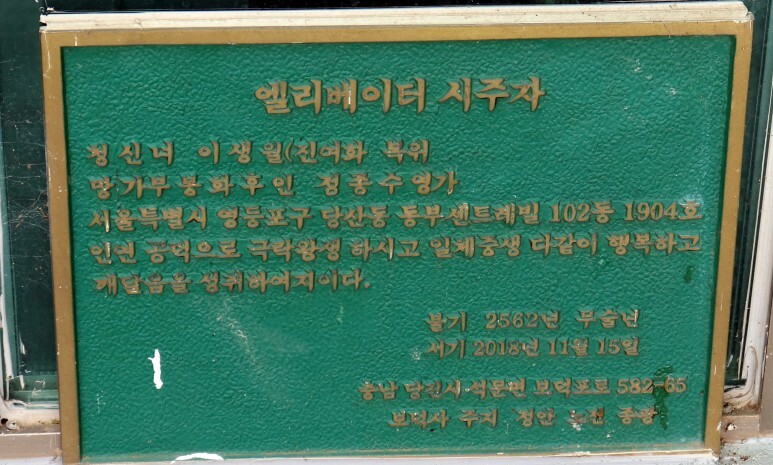 엘리베이터 시주자
청신녀 이생월(진여화 복위
망·기부 봉화후인 정종수영가
서울특별시 영등포구 당산동 동부센트레빌 102동 1904호
인연 공덕으로 극락왕생 하시고 일체중생 다같이 행복하고
깨달음을 성취하여지이다.
불기 2562년 무술년
서기 2018년 11월 15일
충남 당진시 석문면 보덕포로 582-65
보덕사 주지 정안